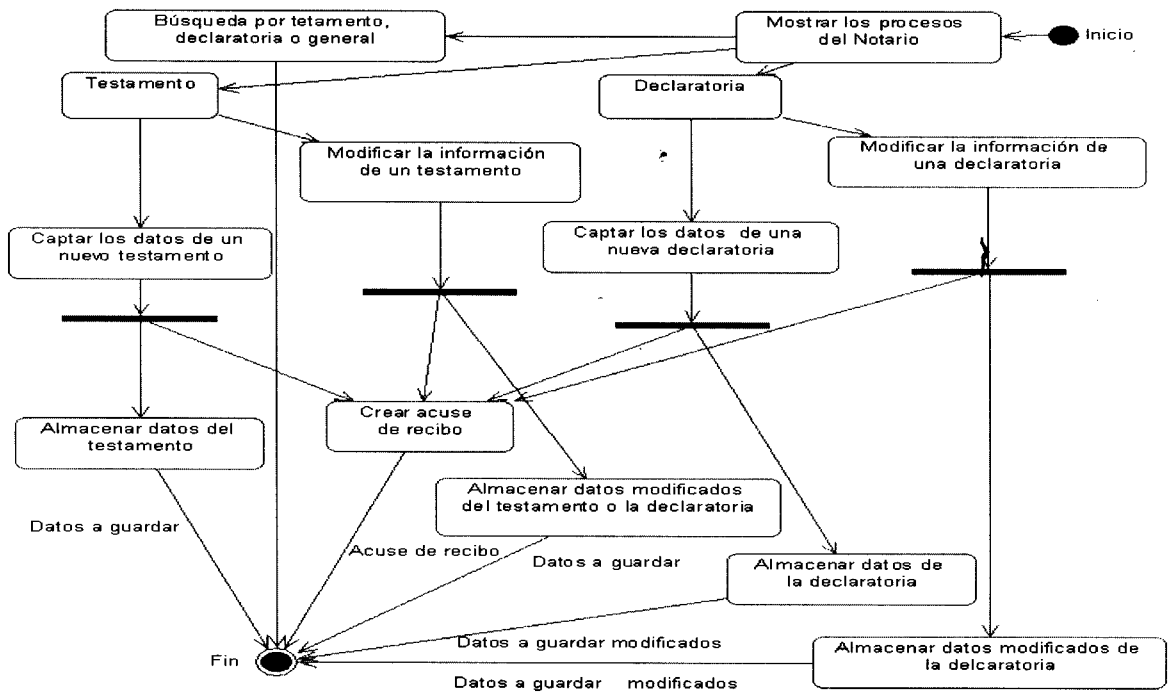 Búsqueda por tetamento,
declaratoria o general
Mostrar los procesos
del Notario
Inicio
Testamento
Declaratoria
Modificar la información
de un testamento
Modificar la información de
una declaratoria
Captar los datos de un
nuevo testamento
Captar los datos de una
nueva declaratoria
Almacenar datos del
testamento
Crear acuse
de recibo
Almacenar datos modificados
del testamento o la declaratoria
Datos a guardar
Acuse de recibo
Datos a guardar
Almacenar datos de
la declaratoria
Datos a guardar modificados
Almacenar datos modificados de
la delcaratoria
Fin
Datos a guardar modificados